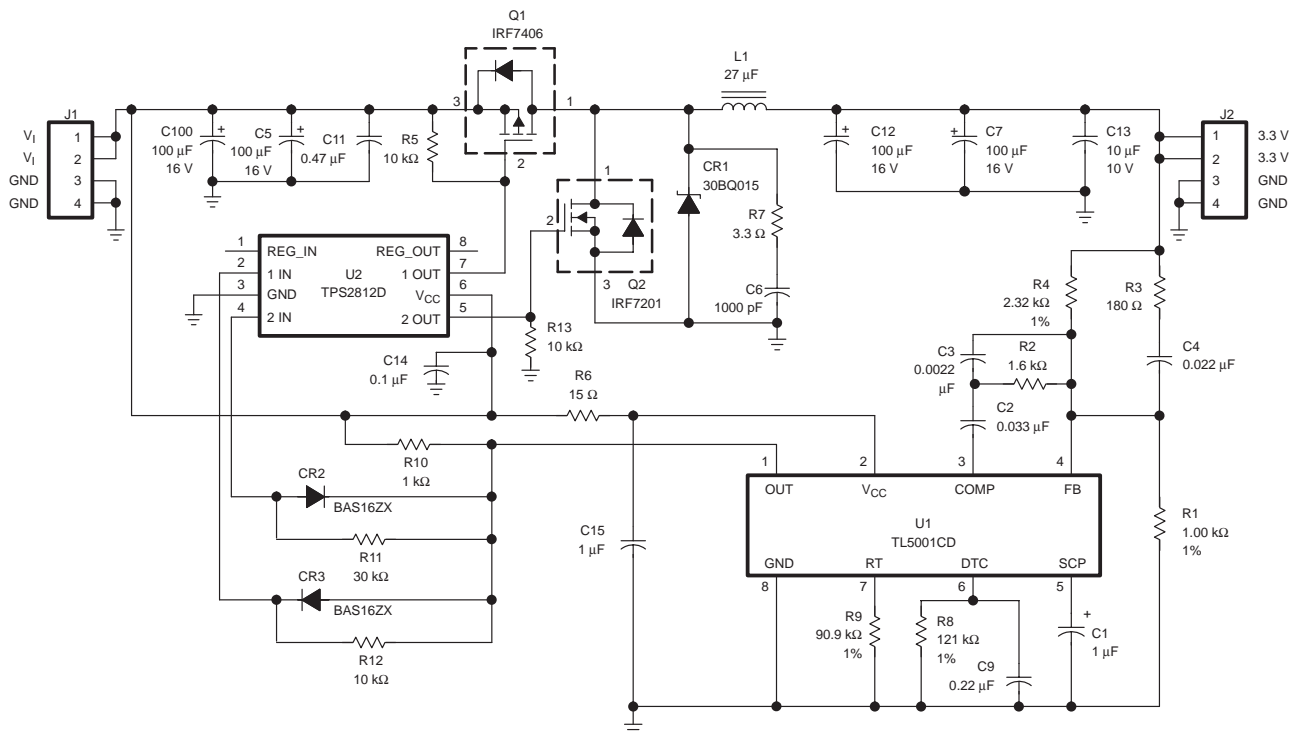 Q1
IRF7406
L1
27 μF
J1
J2
3
1
2
V_I
1
V_I
2
GND
3
GND
4
C100
100 μF
16 V
+
C5
100 μF
16 V
+
C11
0.47 μF
R5
10 kΩ
+
C12
100 μF
16 V
+
C7
100 μF
16 V
C13
10 μF
10 V
1
3.3 V
2
3.3 V
3
GND
4
GND
1
2
3
Q2
IRF7201
CR1
30BQ015
R7
3.3 Ω
C6
1000 pF
1
REG_IN
REG_OUT
8
2
1 IN
U2
1 OUT
7
3
GND
TPS2812D
V_CC
6
4
2 IN
2 OUT
5
R13
10 kΩ
C14
0.1 μF
R4
2.32 kΩ
1%
R3
180 Ω
C3
0.0022
μF
R2
1.6 kΩ
C4
0.022 μF
R6
15 Ω
C2
0.033 μF
R10
1 kΩ
CR2
BAS16ZX
R11
30 kΩ
CR3
BAS16ZX
R12
10 kΩ
C15
1 μF
1
2
3
4
OUT
V_CC
COMP
FB
U1
TL5001CD
GND
RT
DTC
SCP
8
7
6
5
R1
1.00 kΩ
1%
R9
90.9 kΩ
1%
R8
121 kΩ
1%
C9
0.22 μF
+
C1
1 μF